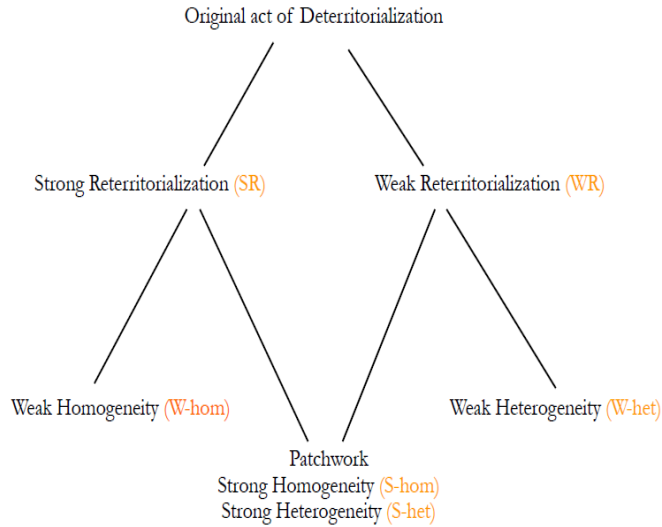 Original act of Deterritorialization
Strong Reterritorialization (SR)
Weak Reterritorialization (WR)
Weak Homogeneity (W-hom)
Weak Heterogeneity (W-het)
Patchwork
Strong Homogeneity (S-hom)
Strong Heterogeneity (S-het)